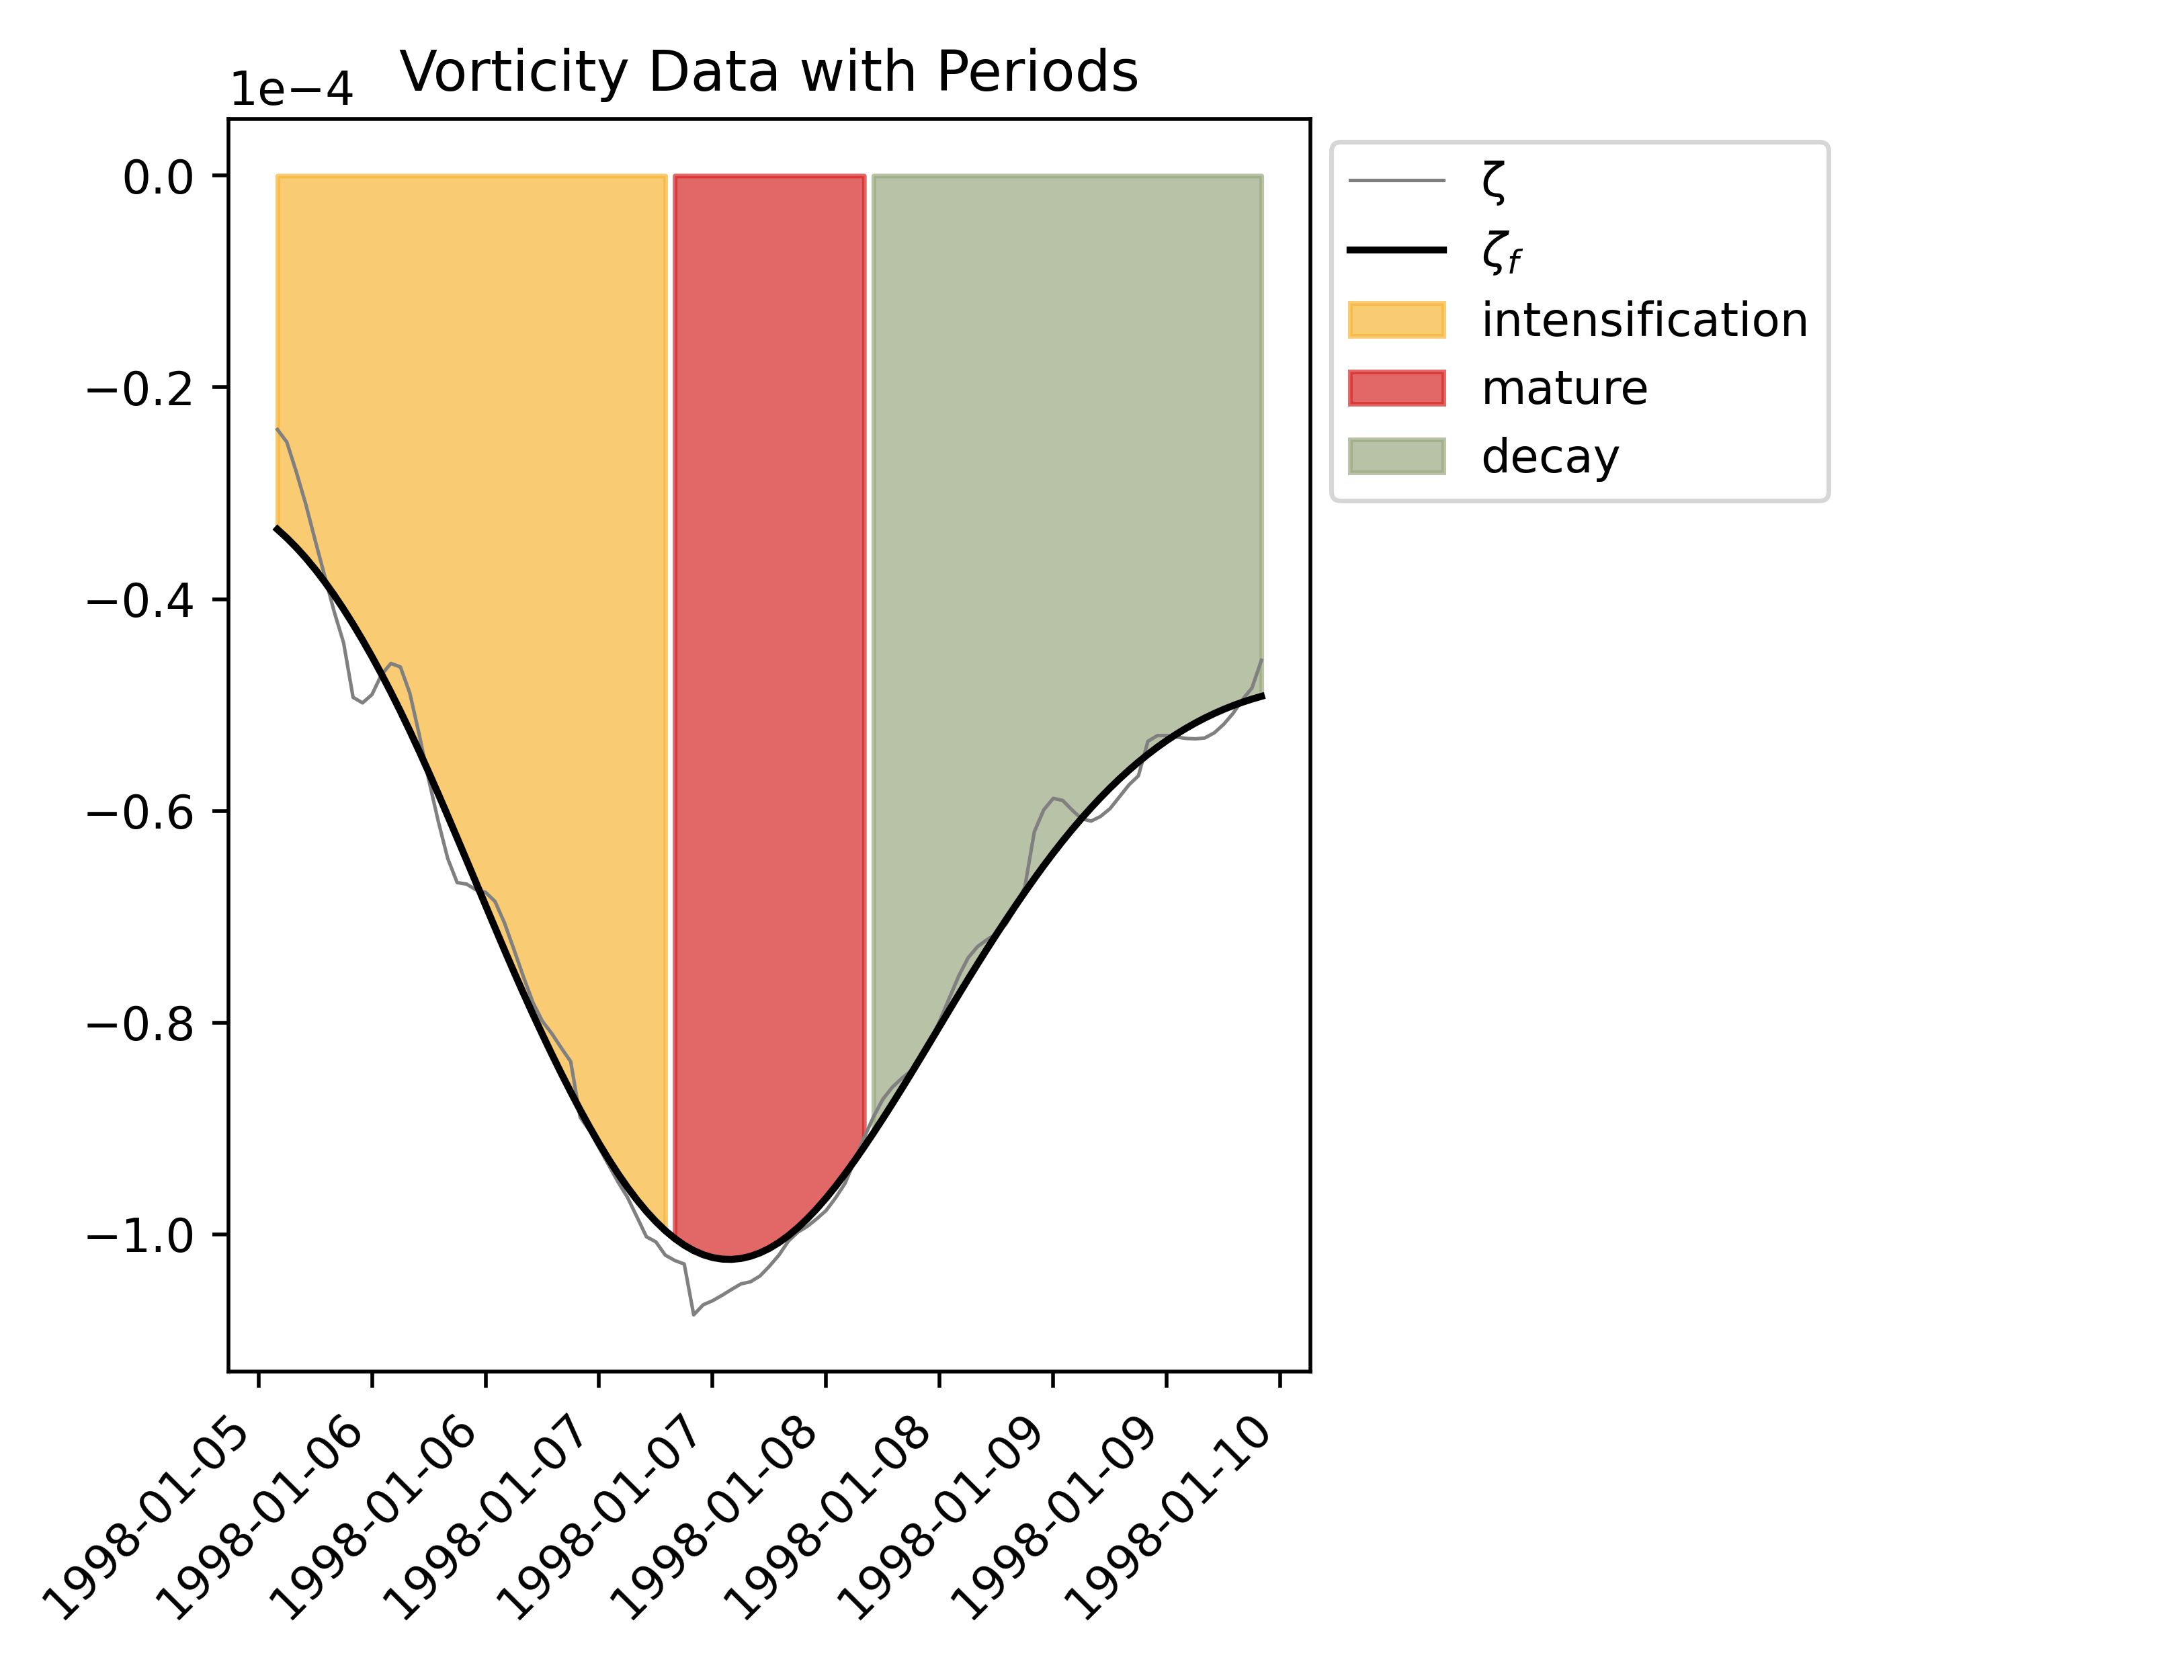 Vorticity Data with Periods
1e−4
0.0
−0.2
−0.4
−0.6
−0.8
−1.0
1998-01-05
1998-01-06
1998-01-06
1998-01-07
1998-01-07
1998-01-08
1998-01-08
1998-01-09
1998-01-09
1998-01-10
ζ
ζf
intensification
mature
decay